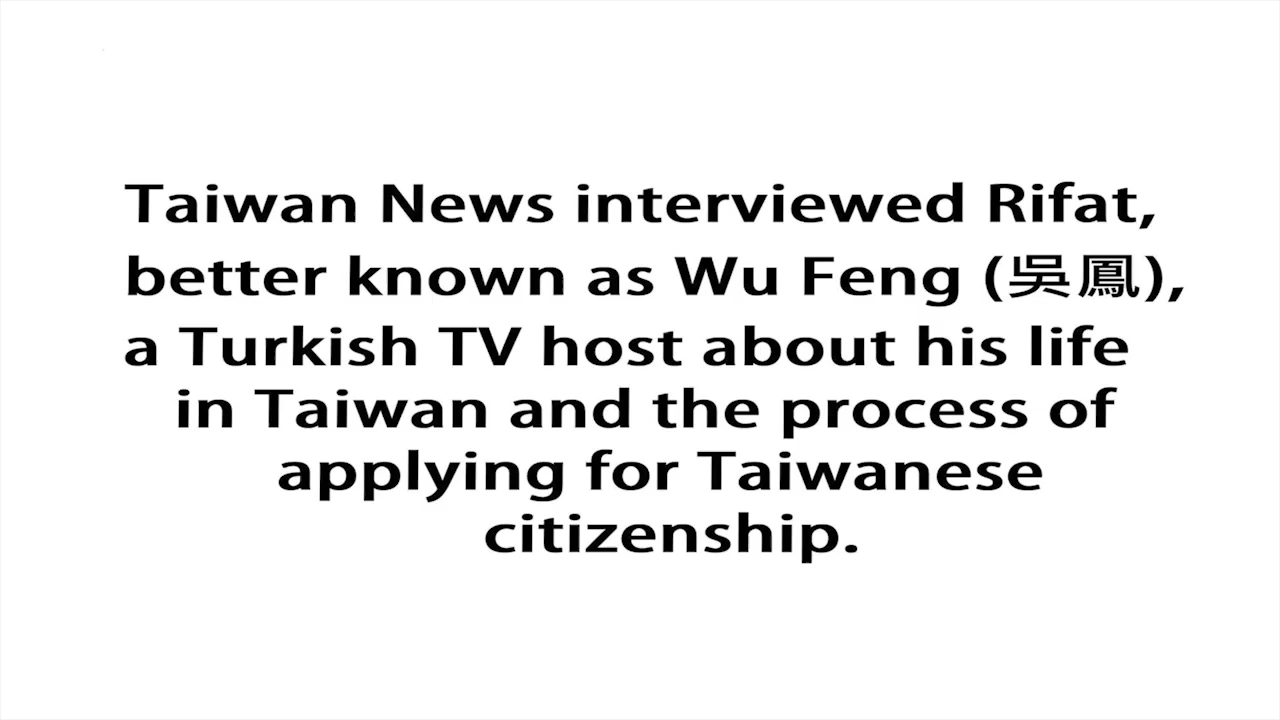 Taiwan News interviewed Rifat,
better known as Wu Feng (吳鳳),
a Turkish TV host about his life
in Taiwan and the process of
applying for Taiwanese
citizenship.